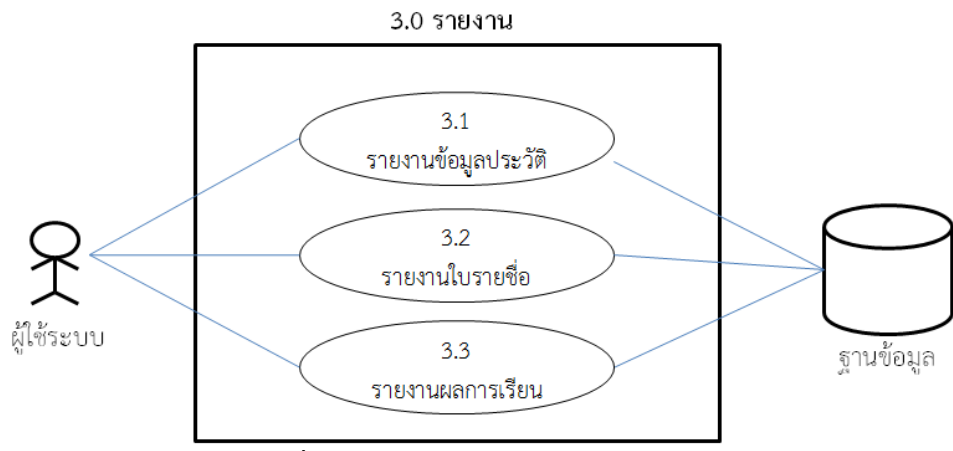 3.0 รายงาน
3.1
รายงานข้อมูลประวัติ
3.2
รายงานใบรายชื่อ
3.3
รายงานผลการเรียน
ผู้ใช้ระบบ
ฐานข้อมูล